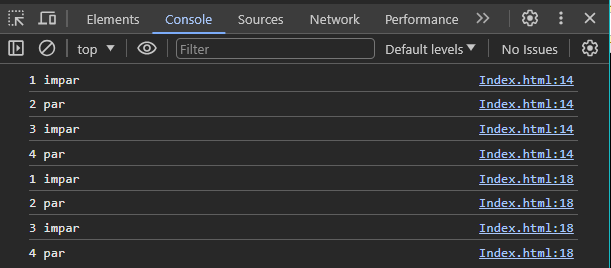 Elements Console Sources Network Performance
top Filter Default levels No Issues
1 impar Index.html:14
2 par Index.html:14
3 impar Index.html:14
4 par Index.html:14
1 impar Index.html:18
2 par Index.html:18
3 impar Index.html:18
4 par Index.html:18